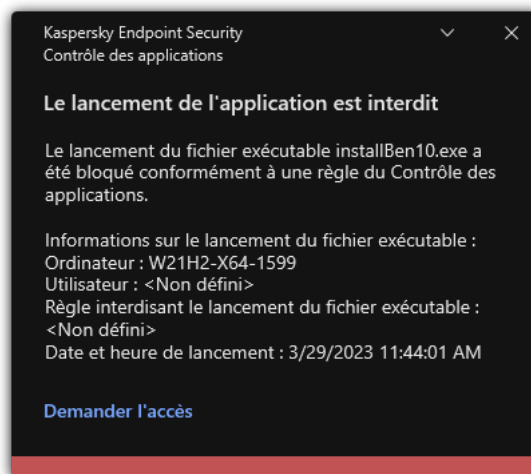 Kaspersky Endpoint Security
Contrôle des applications
Le lancement de l'application est interdit
Le lancement du fichier exécutable installBen10.exe a
été bloqué conformément à une règle du Contrôle des
applications.
Informations sur le lancement du fichier exécutable :
Ordinateur : W21H2-X64-1599
Utilisateur : <Non défini>
Règle interdisant le lancement du fichier exécutable :
<Non défini>
Date et heure de lancement : 3/29/2023 11:44:01 AM
Demander l'accès